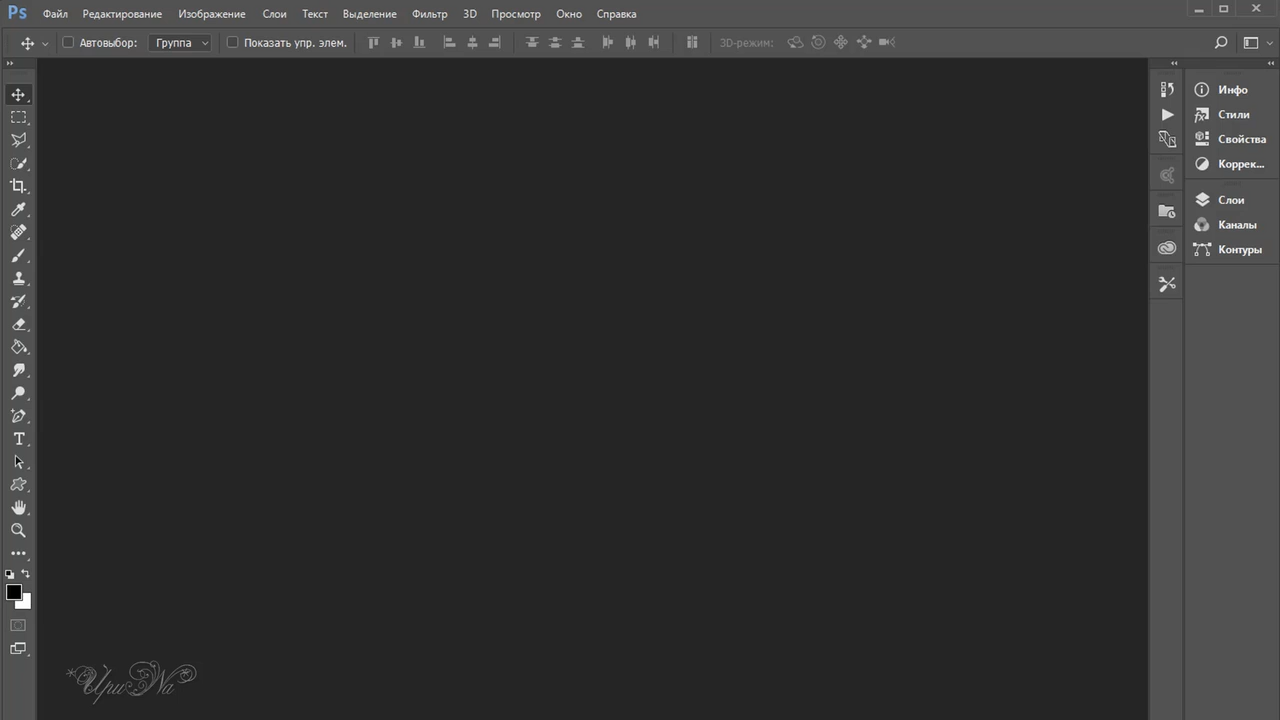 Ps Файл Редактирование Изображение Слои Текст Выделение Фильтр 3D Просмотр Окно Справка
Автовыбор: Группа Показать упр. элем. 3D-режим:
Инфо
Стили
Свойства
Коррек...
Слои
Каналы
Контуры
T
ИриNа